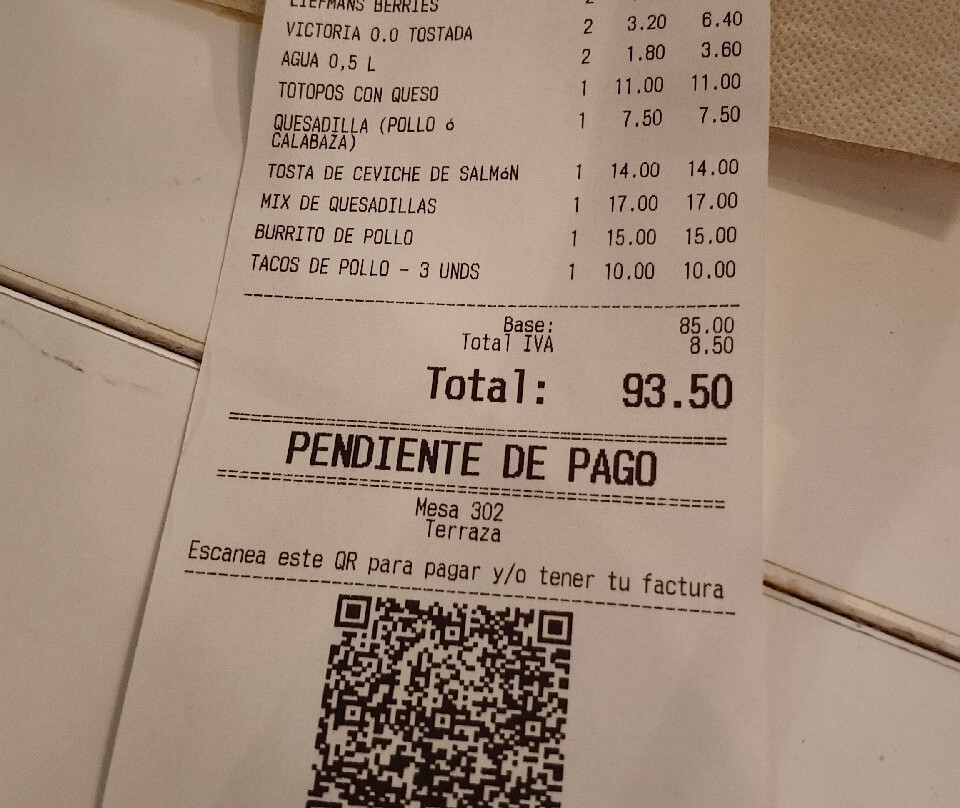 LIEFMANS BERRIES
VICTORIA 0.0 TOSTADA 2 3.20 6.40
AGUA 0,5 L 2 1.80 3.60
TOTOPOS CON QUESO 1 11.00 11.00
QUESADILLA (POLLO ó 1 7.50 7.50
CALABAZA)
TOSTA DE CEVICHE DE SALMóN 1 14.00 14.00
MIX DE QUESADILLAS 1 17.00 17.00
BURRITO DE POLLO 1 15.00 15.00
TACOS DE POLLO - 3 UNDS 1 10.00 10.00
Base: 85.00
Total IVA 8.50
Total: 93.50
PENDIENTE DE PAGO
Mesa 302
Terraza
Escanea este QR para pagar y/o tener tu factura